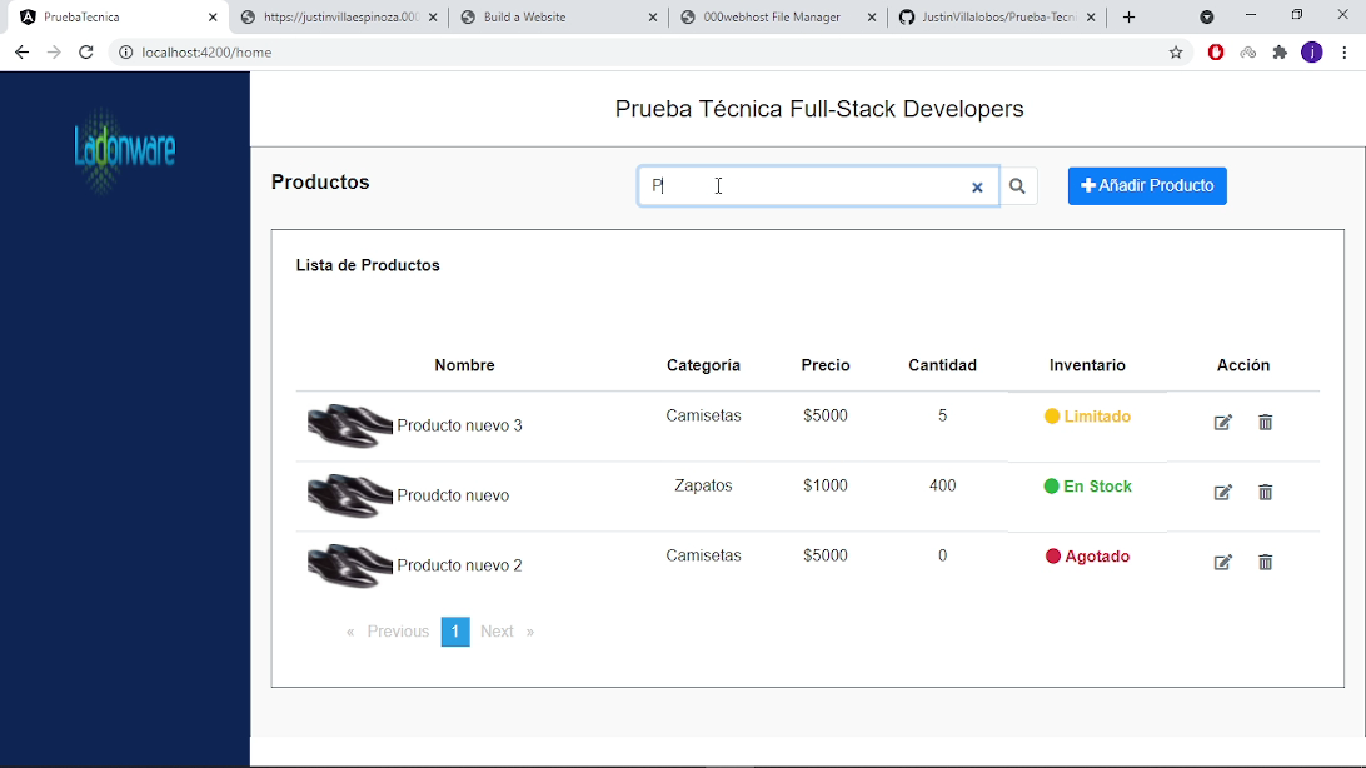 PruebaTecnica
https://justinvillaespinoza.000
Build a Website
000webhost File Manager
JustinVillalobos/Prueba-Tecni
localhost:4200/home
j
Ladonware
Prueba Técnica Full-Stack Developers
Productos
P
Añadir Producto
Lista de Productos
Nombre Categoría Precio Cantidad Inventario Acción
Producto nuevo 3 Camisetas $5000 5 Limitado
Proudcto nuevo Zapatos $1000 400 En Stock
Producto nuevo 2 Camisetas $5000 0 Agotado
« Previous 1 Next »